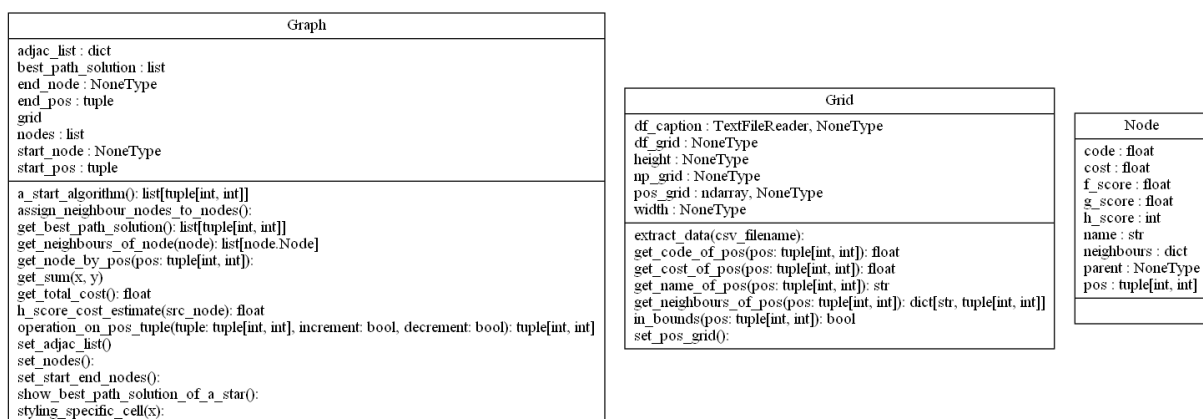 Graph
adjac_list : dict
best_path_solution : list
end_node : NoneType
end_pos : tuple
grid
nodes : list
start_node : NoneType
start_pos : tuple
a_start_algorithm(): list[tuple[int, int]]
assign_neighbour_nodes_to_nodes():
get_best_path_solution(): list[tuple[int, int]]
get_neighbours_of_node(node): list[node.Node]
get_node_by_pos(pos: tuple[int, int]):
get_sum(x, y)
get_total_cost(): float
h_score_cost_estimate(src_node): float
operation_on_pos_tuple(tuple: tuple[int, int], increment: bool, decrement: bool): tuple[int, int]
set_adjac_list()
set_nodes():
set_start_end_nodes():
show_best_path_solution_of_a_star():
styling_specific_cell(x):
Grid
df_caption : TextFileReader, NoneType
df_grid : NoneType
height : NoneType
np_grid : NoneType
pos_grid : ndarray, NoneType
width : NoneType
extract_data(csv_filename):
get_code_of_pos(pos: tuple[int, int]): float
get_cost_of_pos(pos: tuple[int, int]): float
get_name_of_pos(pos: tuple[int, int]): str
get_neighbours_of_pos(pos: tuple[int, int]): dict[str, tuple[int, int]]
in_bounds(pos: tuple[int, int]): bool
set_pos_grid():
Node
code : float
cost : float
f_score : float
g_score : float
h_score : int
name : str
neighbours : dict
parent : NoneType
pos : tuple[int, int]